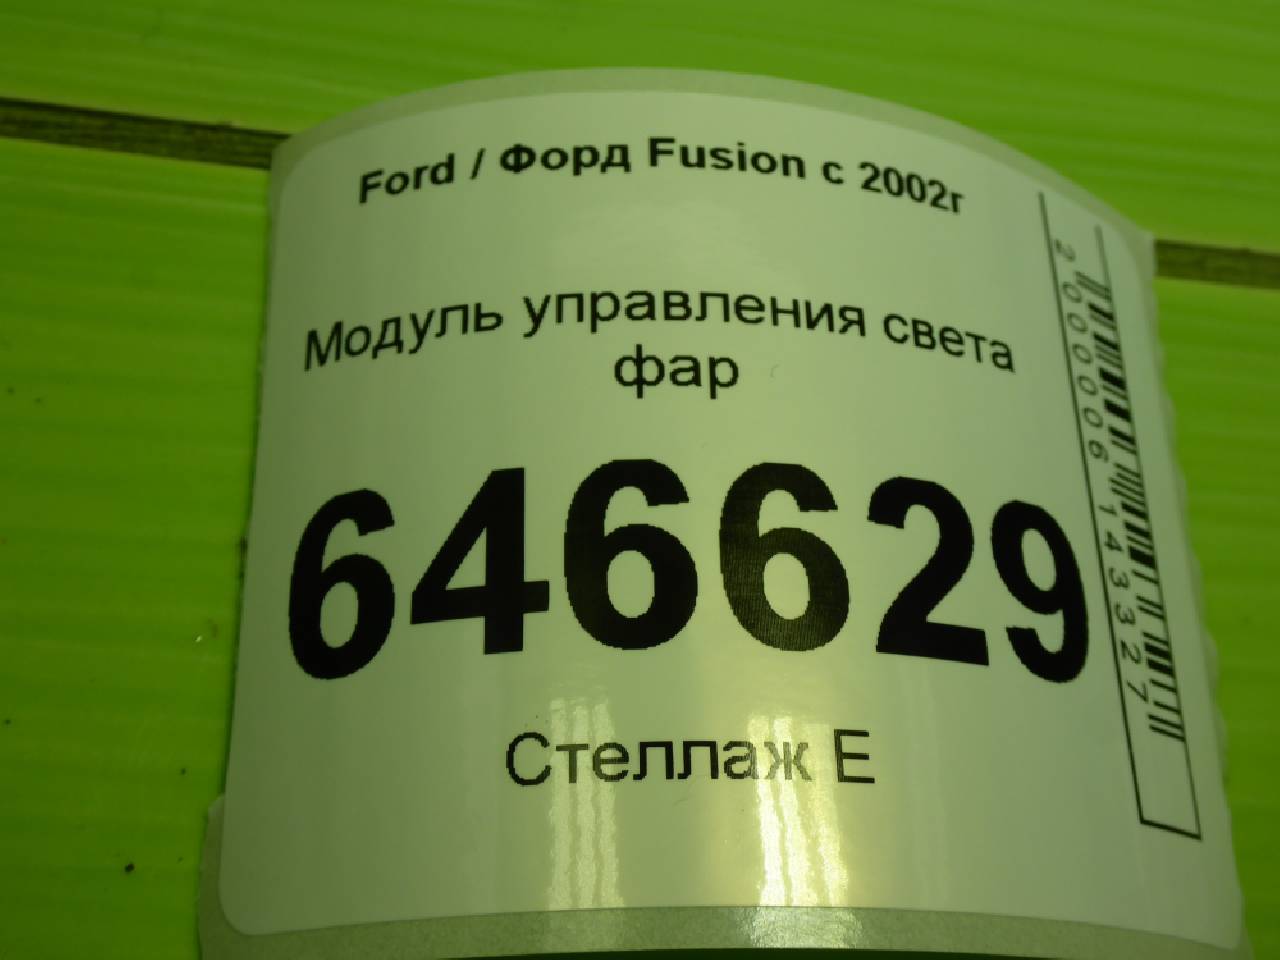 Ford / Форд Fusion с 2002г
Модуль управления света
фар
646629
Стеллаж Е
2000006143327